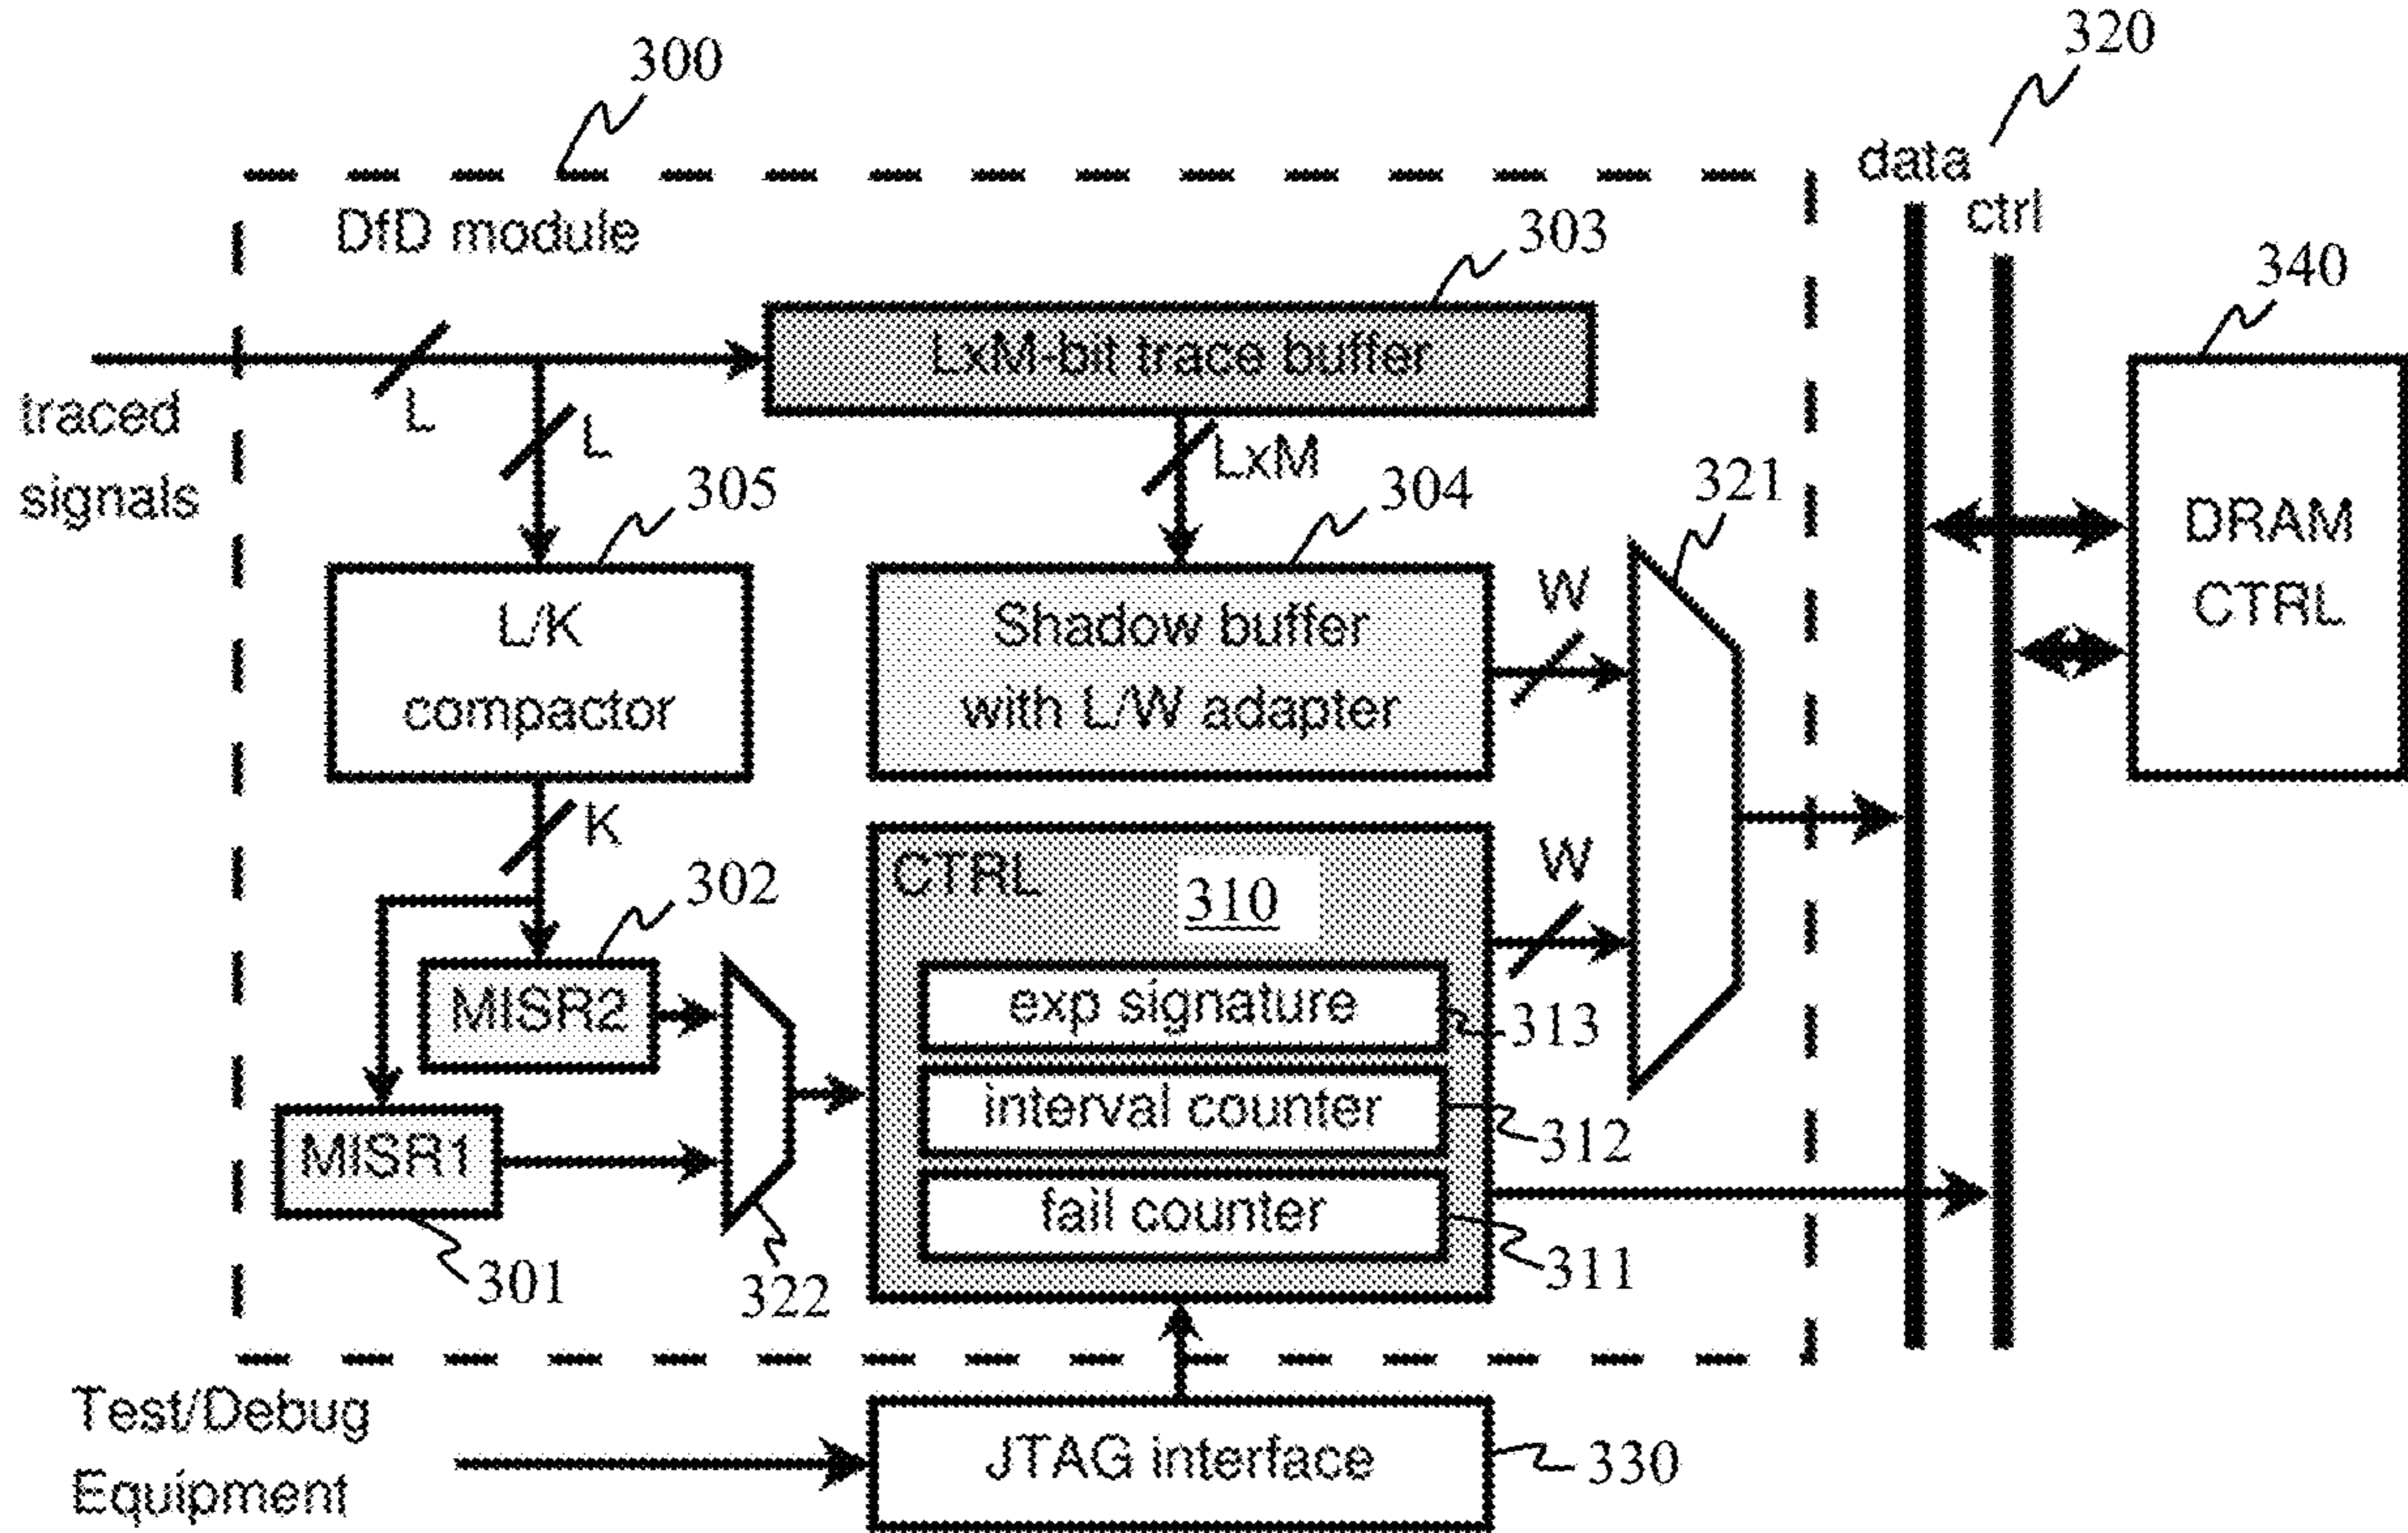 320
300
data
ctrl
DfD module
303
340
LxM-bit trace buffer
traced
signals
L
L
LxM
305
304
321
DRAM
CTRL
L/K
compactor
Shadow buffer
with L/W adapter
W
K
302
CTRL
310
W
MISR2
exp signature
313
interval counter
312
MISR1
fail counter
311
301
322
Test/Debug
Equipment
JTAG interface
330